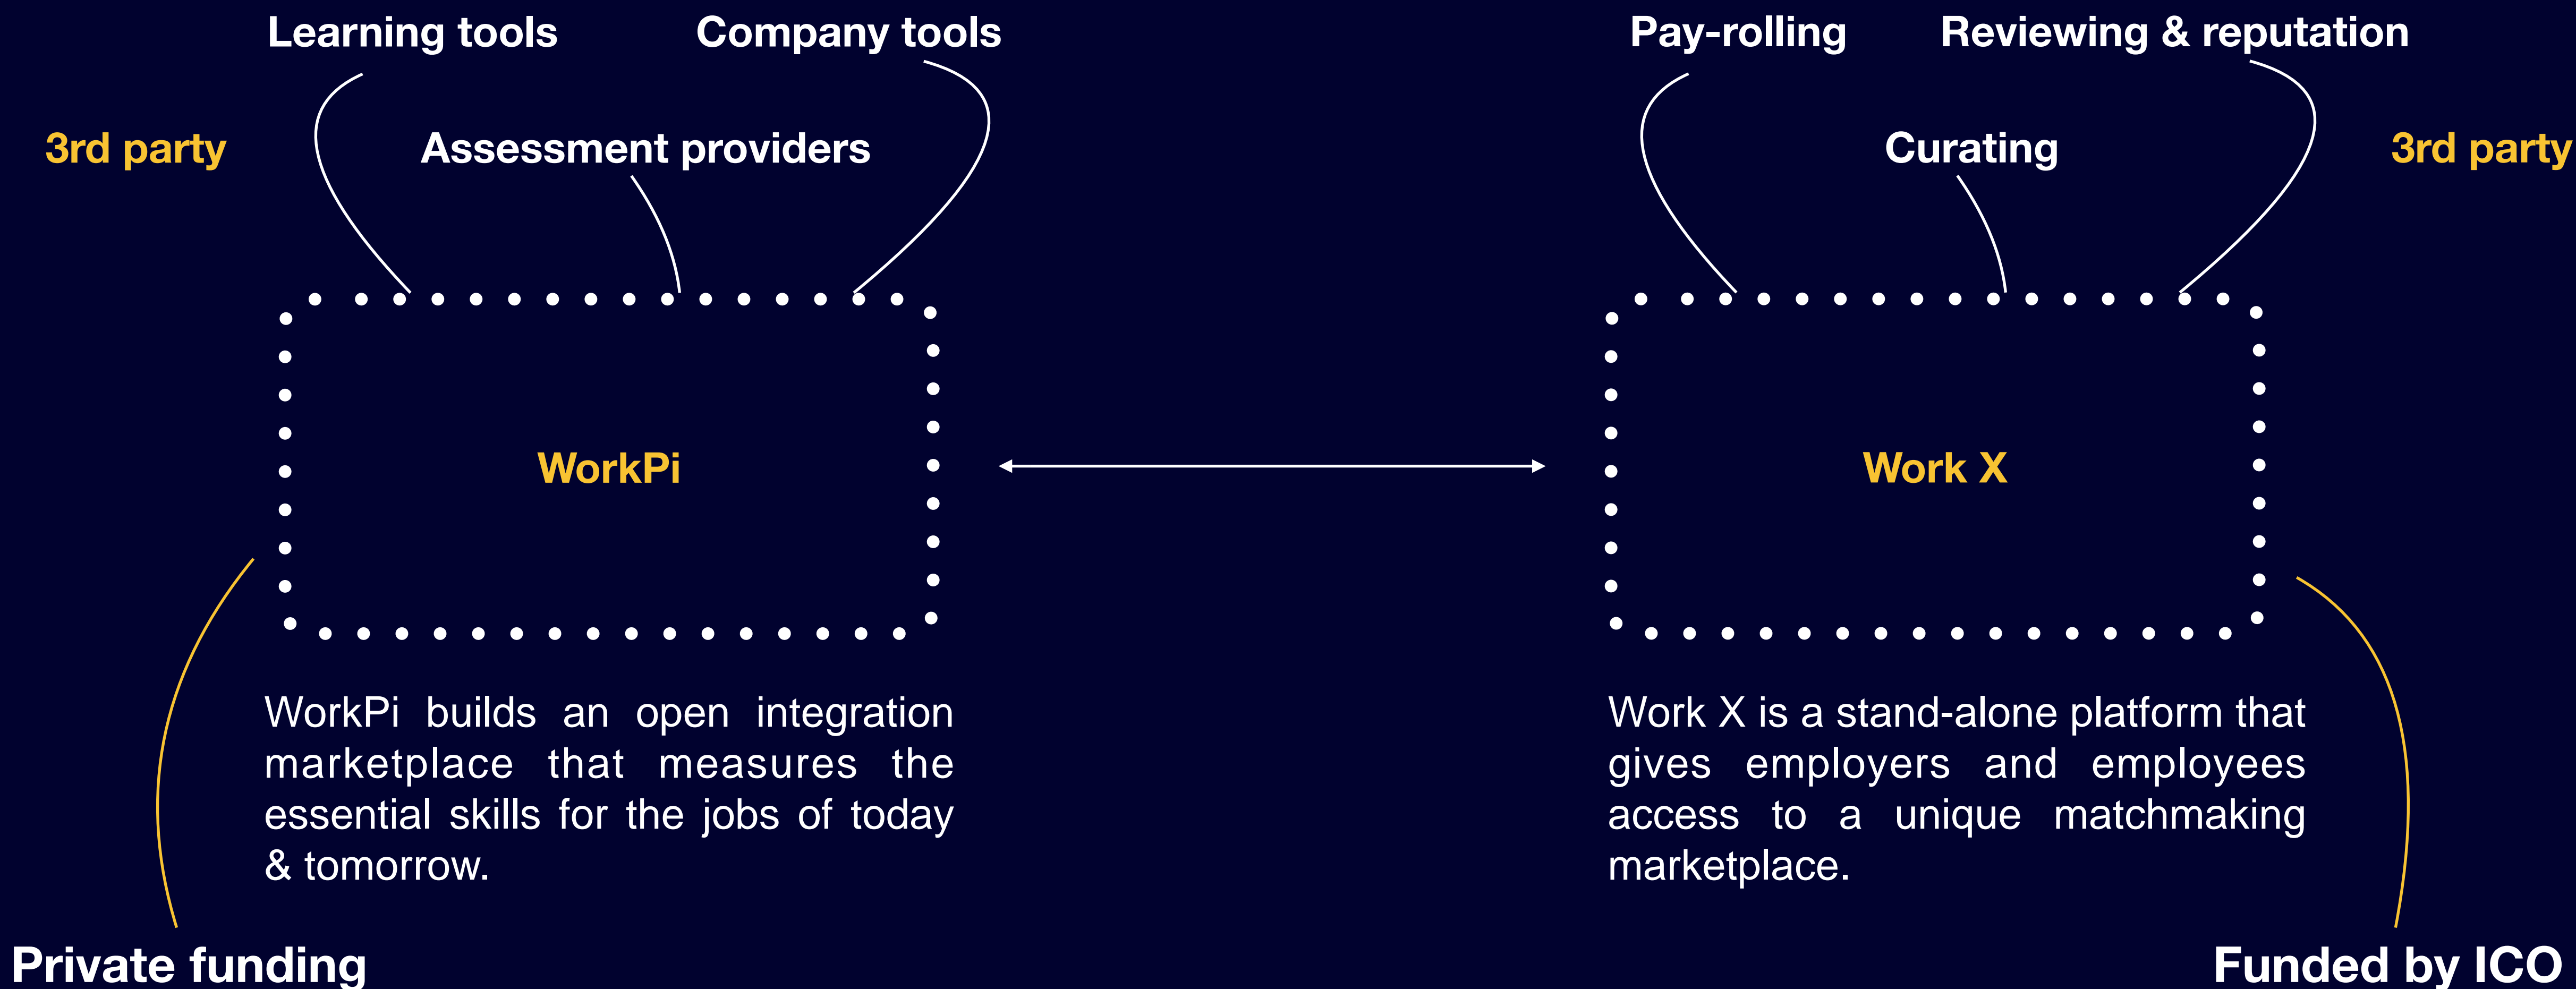 Learning tools
Company tools
Pay-rolling
Reviewing & reputation
3rd party
Assessment providers
Curating
3rd party
WorkPi
Work X
WorkPi builds an open integration
marketplace that measures the
essential skills for the jobs of today
& tomorrow.
Work X is a stand-alone platform that
gives employers and employees
access to a unique matchmaking
marketplace.
Private funding
Funded by ICO